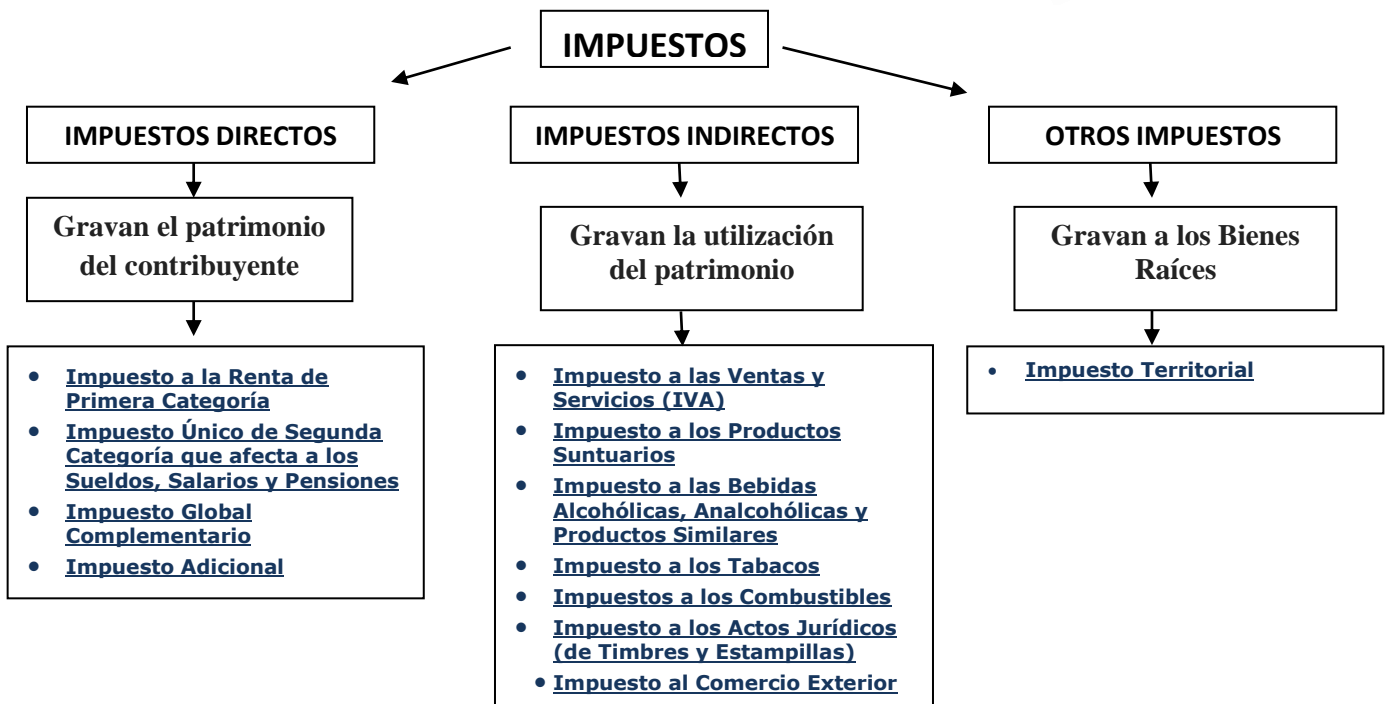 IMPUESTOS
IMPUESTOS DIRECTOS
Gravan el patrimonio
del contribuyente
• Impuesto a la Renta de
Primera Categoría
• Impuesto Único de Segunda
Categoría que afecta a los
Sueldos, Salarios y Pensiones
• Impuesto Global
Complementario
• Impuesto Adicional
IMPUESTOS INDIRECTOS
Gravan la utilización
del patrimonio
• Impuesto a las Ventas y
Servicios (IVA)
• Impuesto a los Productos
Suntuarios
• Impuesto a las Bebidas
Alcohólicas, Analcohólicas y
Productos Similares
• Impuesto a los Tabacos
• Impuestos a los Combustibles
• Impuesto a los Actos Jurídicos
(de Timbres y Estampillas)
• Impuesto al Comercio Exterior
OTROS IMPUESTOS
Gravan a los Bienes
Raíces
• Impuesto Territorial